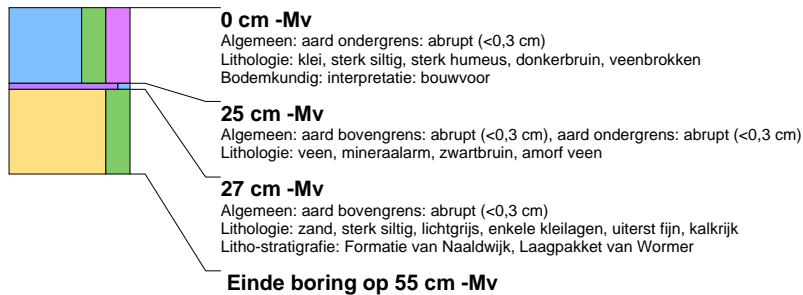 0 cm -Mv
Algemeen: aard ondergrens: abrupt (<0,3 cm)
Lithologie: klei, sterk siltig, sterk humeus, donkerbruin, veenbrokken
Bodemkundig: interpretatie: bouwvoor
25 cm -Mv
Algemeen: aard bovengrens: abrupt (<0,3 cm), aard ondergrens: abrupt (<0,3 cm)
Lithologie: veen, mineraalarm, zwartbruin, amorf veen
27 cm -Mv
Algemeen: aard bovengrens: abrupt (<0,3 cm)
Lithologie: zand, sterk siltig, lichtgrijs, enkele kleilagen, uiterst fijn, kalkrijk
Litho-stratigrafie: Formatie van Naaldwijk, Laagpakket van Wormer
Einde boring op 55 cm -Mv